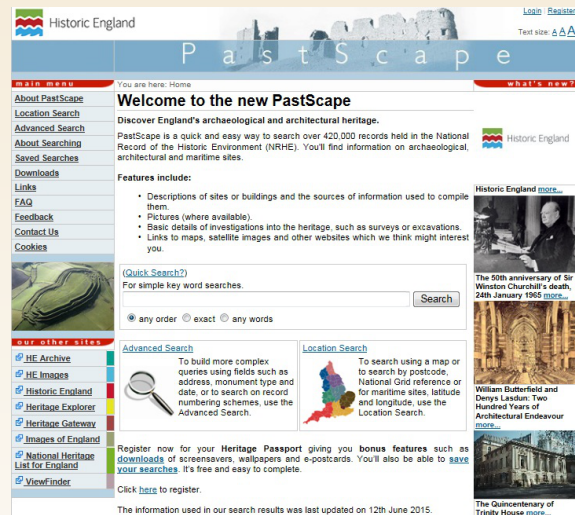 Historic England
Login Register
Text size: A A A
PastScape
main menu
You are here: Home
what's new?
About PastScape
Location Search
Advanced Search
About Searching
Saved Searches
Downloads
Links
FAQ
Feedback
Contact Us
Cookies
Welcome to the new PastScape
Discover England's archaeological and architectural heritage.
PastScape is a quick and easy way to search over 420,000 records held in the National
Record of the Historic Environment (NRHE). You'll find information on archaeological,
architectural and maritime sites.
Features include:
• Descriptions of sites or buildings and the sources of information used to compile
them.
• Pictures (where available).
• Basic details of investigations into the heritage, such as surveys or excavations.
• Links to maps, satellite images and other websites which we think might interest
you.
(Quick Search?)
For simple key word searches.
Search
any order exact any words
Advanced Search
To build more complex
queries using fields such as
address, monument type and
date, or to search on record
numbering schemes, use the
Advanced Search.
Location Search
To search using a map or
to search by postcode,
National Grid reference or
for maritime sites, latitude
and longitude, use the
Location Search.
Register now for your Heritage Passport giving you bonus features such as
downloads of screensavers, wallpapers and e-postcards. You'll also be able to save
your searches. It's free and easy to complete.
Click here to register.
The information used in our search results was last updated on 12th June 2015.
our other sites
HE Archive
HE Images
Historic England
Heritage Explorer
Heritage Gateway
Images of England
National Heritage
List for England
ViewFinder
Historic England
Historic England more...
The 50th anniversary of Sir
Winston Churchill's death,
24th January 1965 more...
William Butterfield and
Denys Lasdun: Two
Hundred Years of
Architectural Endeavour
more...
The Quincentenary of
Trinity House more...